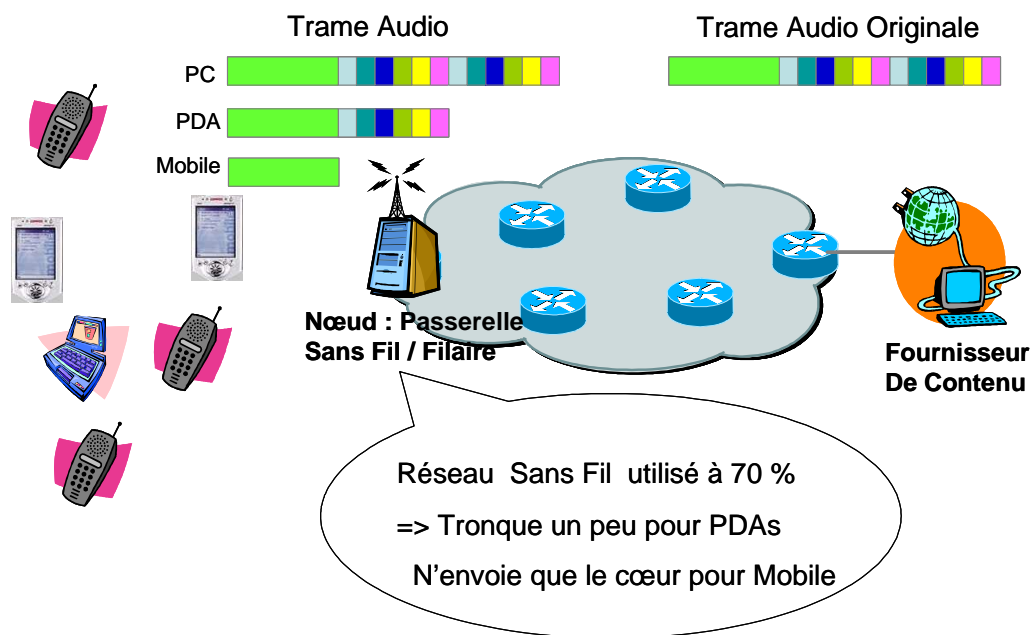 Trame Audio
Trame Audio Originale
PC
PDA
Mobile
Nœud : Passerelle
Sans Fil / Filaire
Fournisseur
De Contenu
Réseau Sans Fil utilisé à 70 %
=> Tronque un peu pour PDAs
N'envoie que le cœur pour Mobile